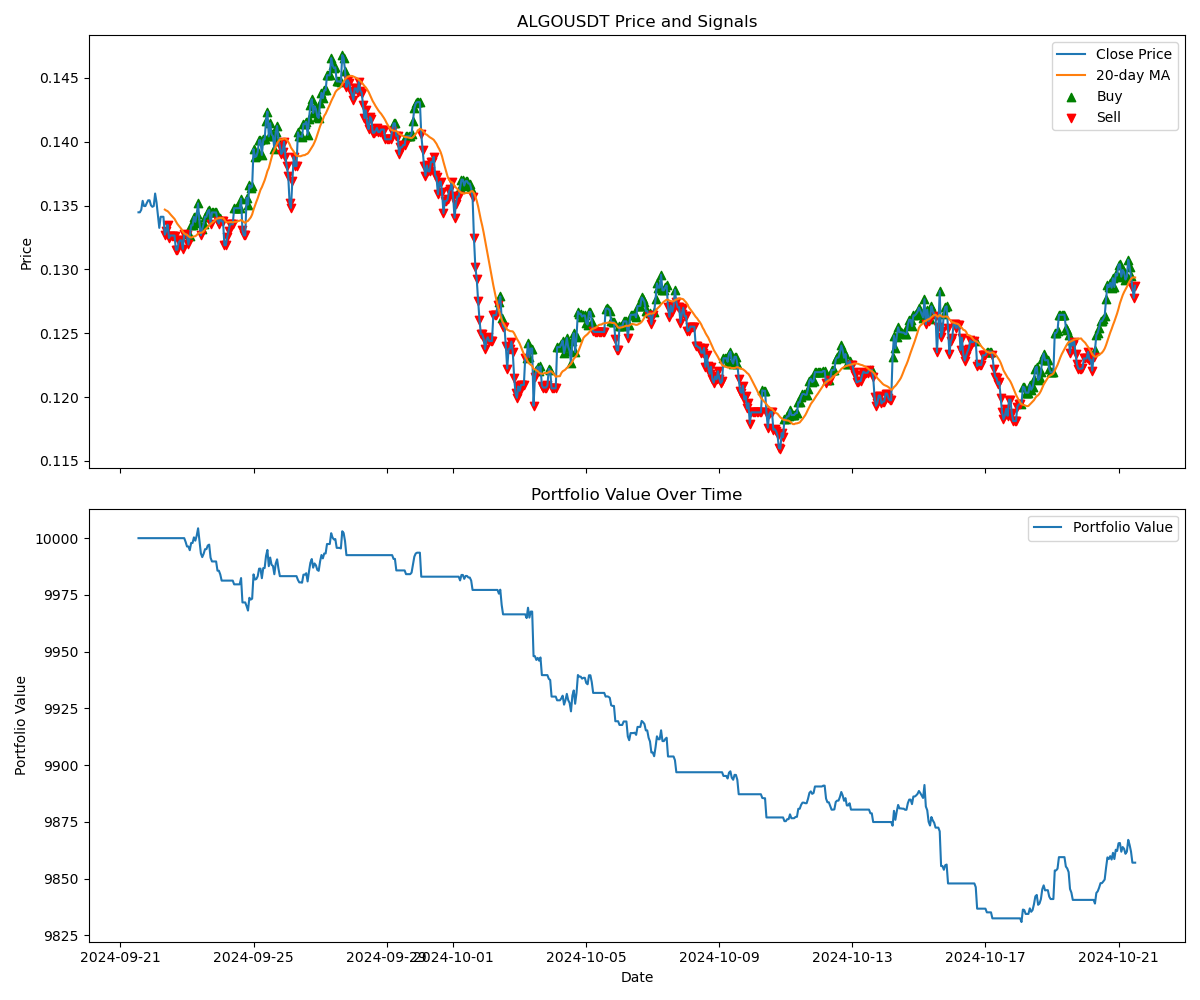 ALGOUSDT Price and Signals
Close Price
20-day MA
Buy
Sell
Price
0.145
0.140
0.135
0.130
0.125
0.120
0.115
Portfolio Value Over Time
Portfolio Value
Portfolio Value
10000
9975
9950
9925
9900
9875
9850
9825
2024-09-21 2024-09-25 2024-09-29 2024-10-01 2024-10-05 2024-10-09 2024-10-13 2024-10-17 2024-10-21
Date